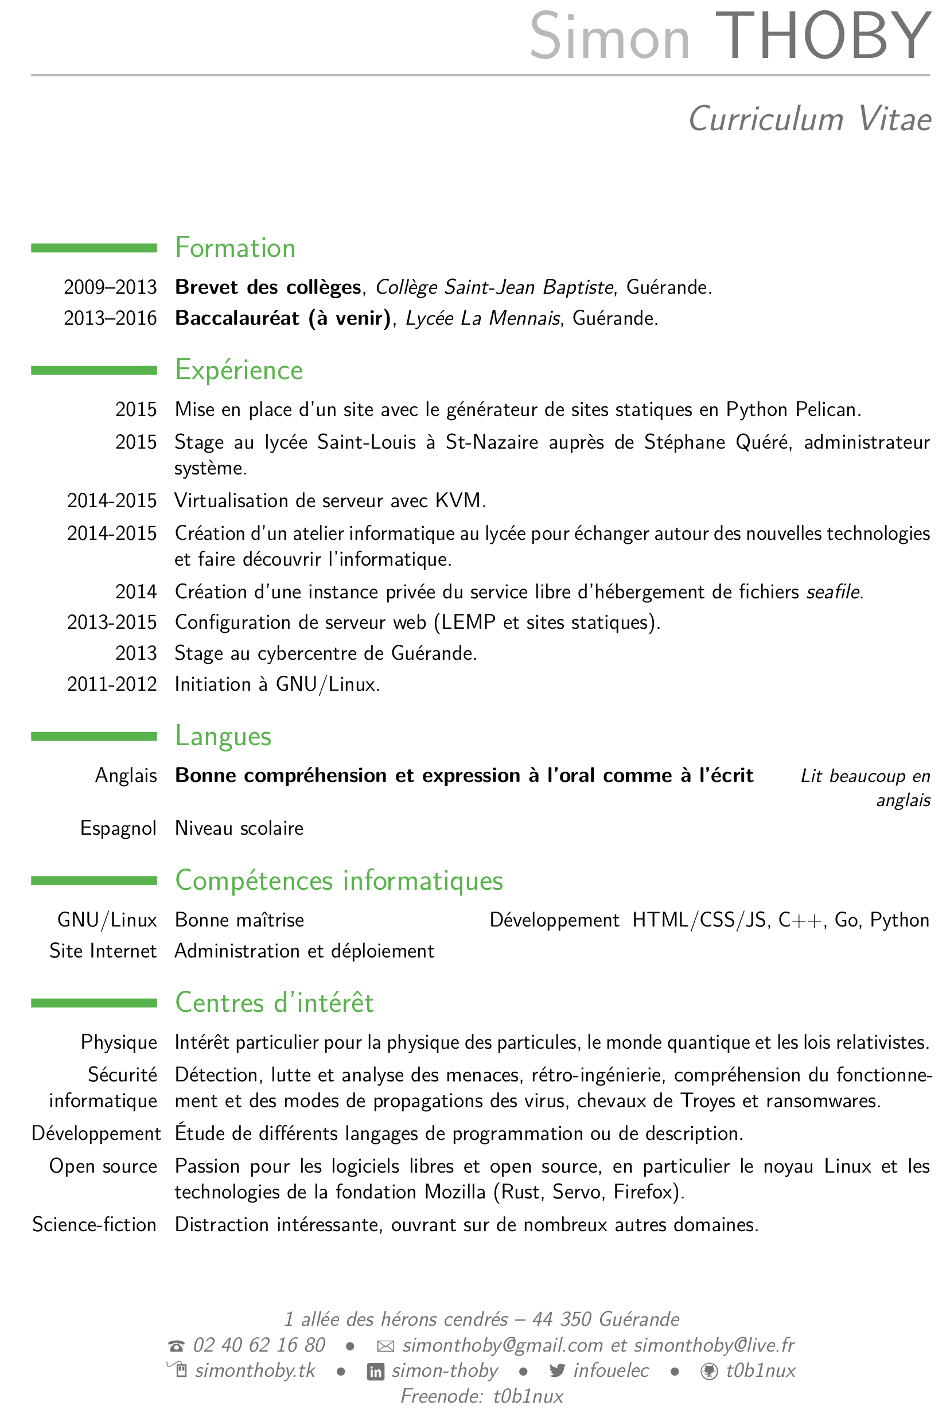 Simon THOBY
Curriculum Vitae
Formation
2009–2013 Brevet des collèges, Collège Saint-Jean Baptiste, Guérande.
2013–2016 Baccalauréat (à venir), Lycée La Mennais, Guérande.
Expérience
2015 Mise en place d'un site avec le générateur de sites statiques en Python Pelican.
2015 Stage au lycée Saint-Louis à St-Nazaire auprès de Stéphane Quéré, administrateur
système.
2014-2015 Virtualisation de serveur avec KVM.
2014-2015 Création d'un atelier informatique au lycée pour échanger autour des nouvelles technologies
et faire découvrir l'informatique.
2014 Création d'une instance privée du service libre d'hébergement de fichiers seafile.
2013-2015 Configuration de serveur web (LEMP et sites statiques).
2013 Stage au cybercentre de Guérande.
2011-2012 Initiation à GNU/Linux.
Langues
Anglais Bonne compréhension et expression à l'oral comme à l'écrit Lit beaucoup en
anglais
Espagnol Niveau scolaire
Compétences informatiques
GNU/Linux Bonne maîtrise Développement HTML/CSS/JS, C++, Go, Python
Site Internet Administration et déploiement
Centres d'intérêt
Physique Intérêt particulier pour la physique des particules, le monde quantique et les lois relativistes.
Sécurité Détection, lutte et analyse des menaces, rétro-ingénierie, compréhension du fonctionne-
informatique ment et des modes de propagations des virus, chevaux de Troyes et ransomwares.
Développement Étude de différents langages de programmation ou de description.
Open source Passion pour les logiciels libres et open source, en particulier le noyau Linux et les
technologies de la fondation Mozilla (Rust, Servo, Firefox).
Science-fiction Distraction intéressante, ouvrant sur de nombreux autres domaines.
1 allée des hérons cendrés – 44 350 Guérande
02 40 62 16 80 • simonthoby@gmail.com et simonthoby@live.fr
simonthoby.tk • in simon-thoby • infouelec • t0b1nux
Freenode: t0b1nux